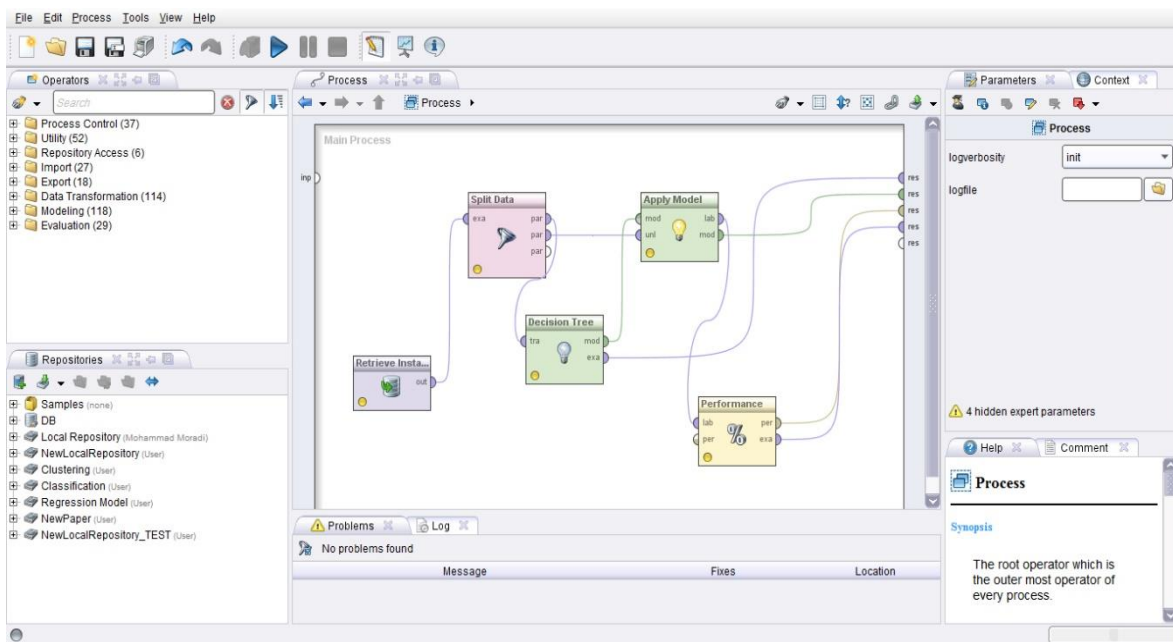 File Edit Process Tools View Help
Operators
Search
Process Control (37)
Utility (52)
Repository Access (6)
Import (27)
Export (18)
Data Transformation (114)
Modeling (118)
Evaluation (29)
Repositories
Samples (none)
DB
Local Repository (Mohammad Moradi)
NewLocalRepository (User)
Clustering (User)
Classification (User)
Regression Model (User)
NewPaper (User)
NewLocalRepository_TEST (User)
Process
Process
Main Process
inp
Split Data
exa par
par
par
Apply Model
mod lab
unl mod
Decision Tree
tra mod
exa
Retrieve Insta...
out
Performance
lab per
per exa
%
res
res
res
res
res
Problems Log
No problems found
Message Fixes Location
Parameters Context
Process
logverbosity init
logfile
4 hidden expert parameters
Help Comment
Process
Synopsis
The root operator which is
the outer most operator of
every process.